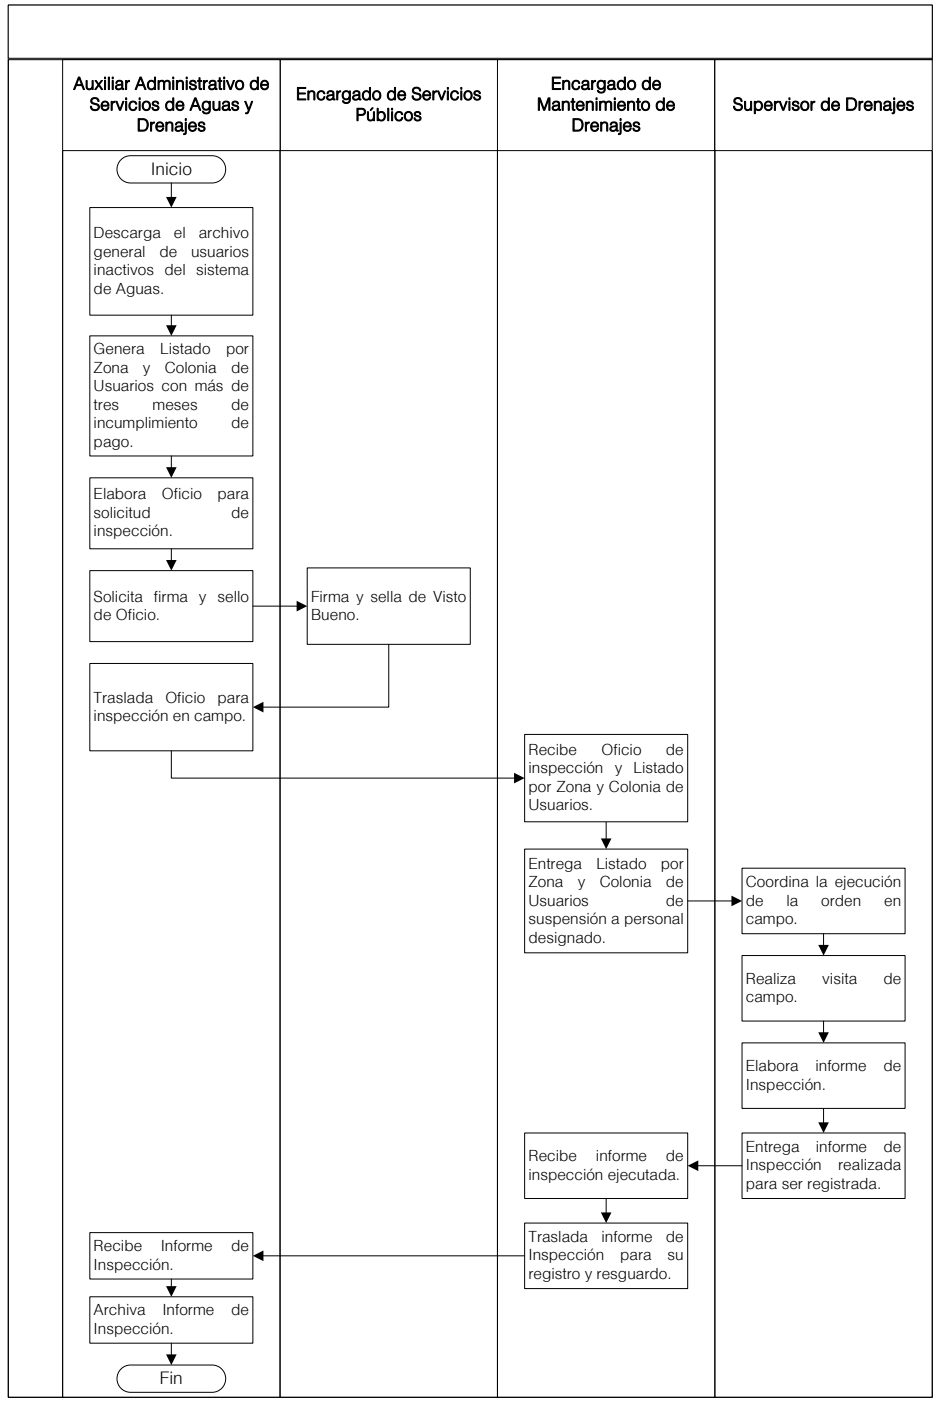 Auxiliar Administrativo de
Servicios de Aguas y
Drenajes
Encargado de Servicios
Públicos
Encargado de
Mantenimiento de
Drenajes
Supervisor de Drenajes
Inicio
Descarga el archivo
general de usuarios
inactivos del sistema
de Aguas.
Genera Listado por
Zona y Colonia de
Usuarios con más de
tres meses de
incumplimiento de
pago.
Elabora Oficio para
solicitud de
inspección.
Solicita firma y sello
de Oficio.
Firma y sella de Visto
Bueno.
Traslada Oficio para
inspección en campo.
Recibe Oficio de
inspección y Listado
por Zona y Colonia de
Usuarios.
Entrega Listado por
Zona y Colonia de
Usuarios de
suspensión a personal
designado.
Coordina la ejecución
de la orden en
campo.
Realiza visita de
campo.
Elabora informe de
Inspección.
Entrega informe de
Inspección realizada
para ser registrada.
Recibe informe de
inspección ejecutada.
Traslada informe de
Inspección para su
registro y resguardo.
Recibe Informe de
Inspección.
Archiva Informe de
Inspección.
Fin